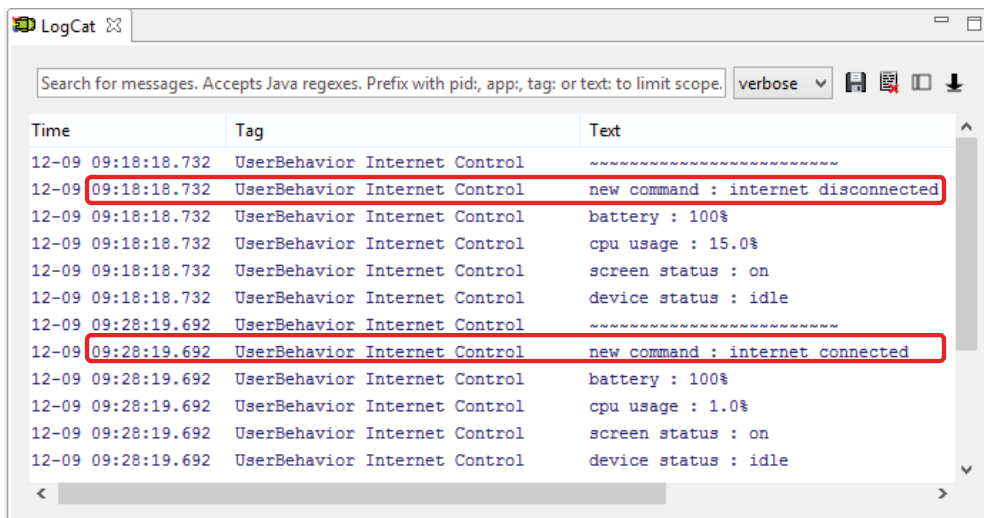 LogCat
Search for messages. Accepts Java regexes. Prefix with pid:, app:, tag: or text: to limit scope. verbose
Time Tag Text
12-09 09:18:18.732 UserBehavior Internet Control ~~~~~~~~~~~~~~~~~~~~~~~~~
12-09 09:18:18.732 UserBehavior Internet Control new command : internet disconnected
12-09 09:18:18.732 UserBehavior Internet Control battery : 100%
12-09 09:18:18.732 UserBehavior Internet Control cpu usage : 15.0%
12-09 09:18:18.732 UserBehavior Internet Control screen status : on
12-09 09:18:18.732 UserBehavior Internet Control device status : idle
12-09 09:28:19.692 UserBehavior Internet Control ~~~~~~~~~~~~~~~~~~~~~~~~~
12-09 09:28:19.692 UserBehavior Internet Control new command : internet connected
12-09 09:28:19.692 UserBehavior Internet Control battery : 100%
12-09 09:28:19.692 UserBehavior Internet Control cpu usage : 1.0%
12-09 09:28:19.692 UserBehavior Internet Control screen status : on
12-09 09:28:19.692 UserBehavior Internet Control device status : idle